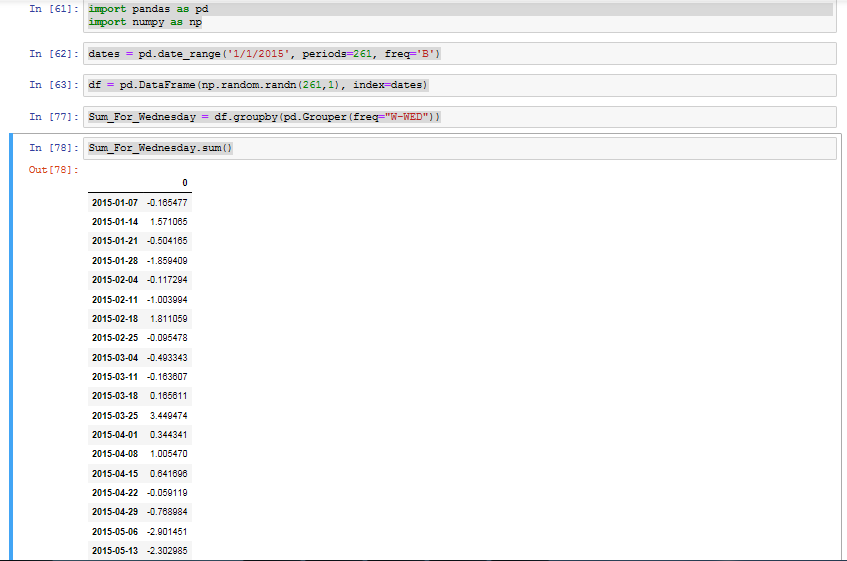 In [61]: import pandas as pd
import numpy as np
In [62]: dates = pd.date_range('1/1/2015', periods=261, freq='B')
In [63]: df = pd.DataFrame(np.random.randn(261,1), index=dates)
In [77]: Sum_For_Wednesday = df.groupby(pd.Grouper(freq="W-WED"))
In [78]: Sum_For_Wednesday.sum()
Out[78]:
0
2015-01-07 -0.165477
2015-01-14 1.571065
2015-01-21 -0.504165
2015-01-28 -1.859409
2015-02-04 -0.117294
2015-02-11 -1.003994
2015-02-18 1.811059
2015-02-25 -0.095478
2015-03-04 -0.493343
2015-03-11 -0.163607
2015-03-18 0.165611
2015-03-25 3.449474
2015-04-01 0.344341
2015-04-08 1.005470
2015-04-15 0.641696
2015-04-22 -0.059119
2015-04-29 -0.768984
2015-05-06 -2.901451
2015-05-13 -2.302985